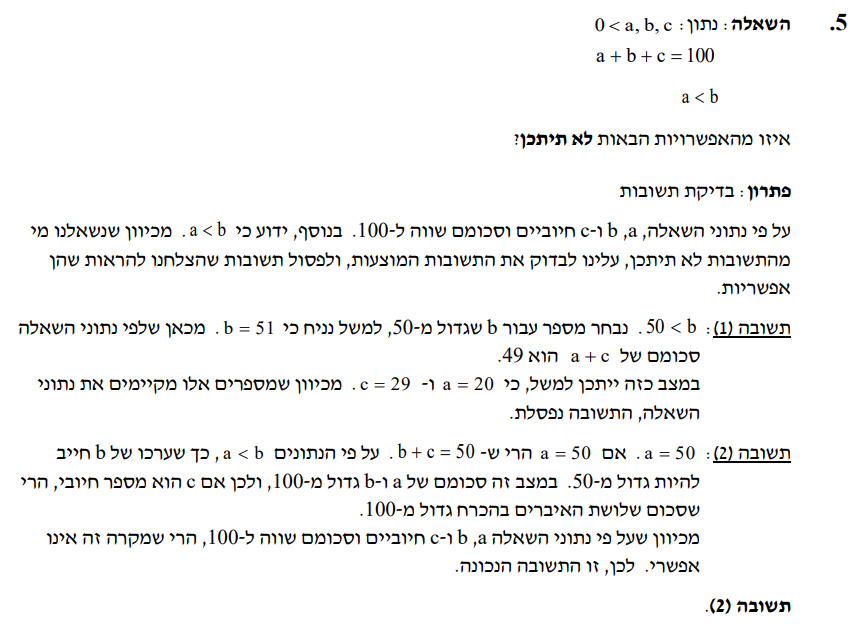 .5 השאלה: נתון: 0 < a, b, c
a + b + c = 100
a < b
איזו מהאפשרויות הבאות לא תיתכן?
פתרון: בדיקת תשובות
על פי נתוני השאלה, a, b ו-c חיוביים וסכומם שווה ל-100. בנוסף, ידוע כי a < b. מכיוון שנשאלנו מי
מהתשובות לא תיתכן, עלינו לבדוק את התשובות המוצעות, ולפסול תשובות שהצלחנו להראות שהן
אפשריות.
תשובה (1): 50 < b. נבחר מספר עבור b שגדול מ-50, למשל נניח כי b = 51. מכאן שלפי נתוני השאלה
סכומם של a + c הוא 49.
במצב כזה ייתכן למשל, כי a = 20 ו- c = 29. מכיוון שמספרים אלו מקיימים את נתוני
השאלה, התשובה נפסלת.
תשובה (2): a = 50. אם a = 50 הרי ש- b + c = 50. על פי הנתונים a < b, כך שערכו של b חייב
להיות גדול מ-50. במצב זה סכומם של a ו-b גדול מ-100, ולכן אם c הוא מספר חיובי, הרי
שסכום שלושת האיברים בהכרח גדול מ-100.
מכיוון שעל פי נתוני השאלה a, b ו-c חיוביים וסכומם שווה ל-100, הרי שמקרה זה אינו
אפשרי. לכן, זו התשובה הנכונה.
תשובה (2).